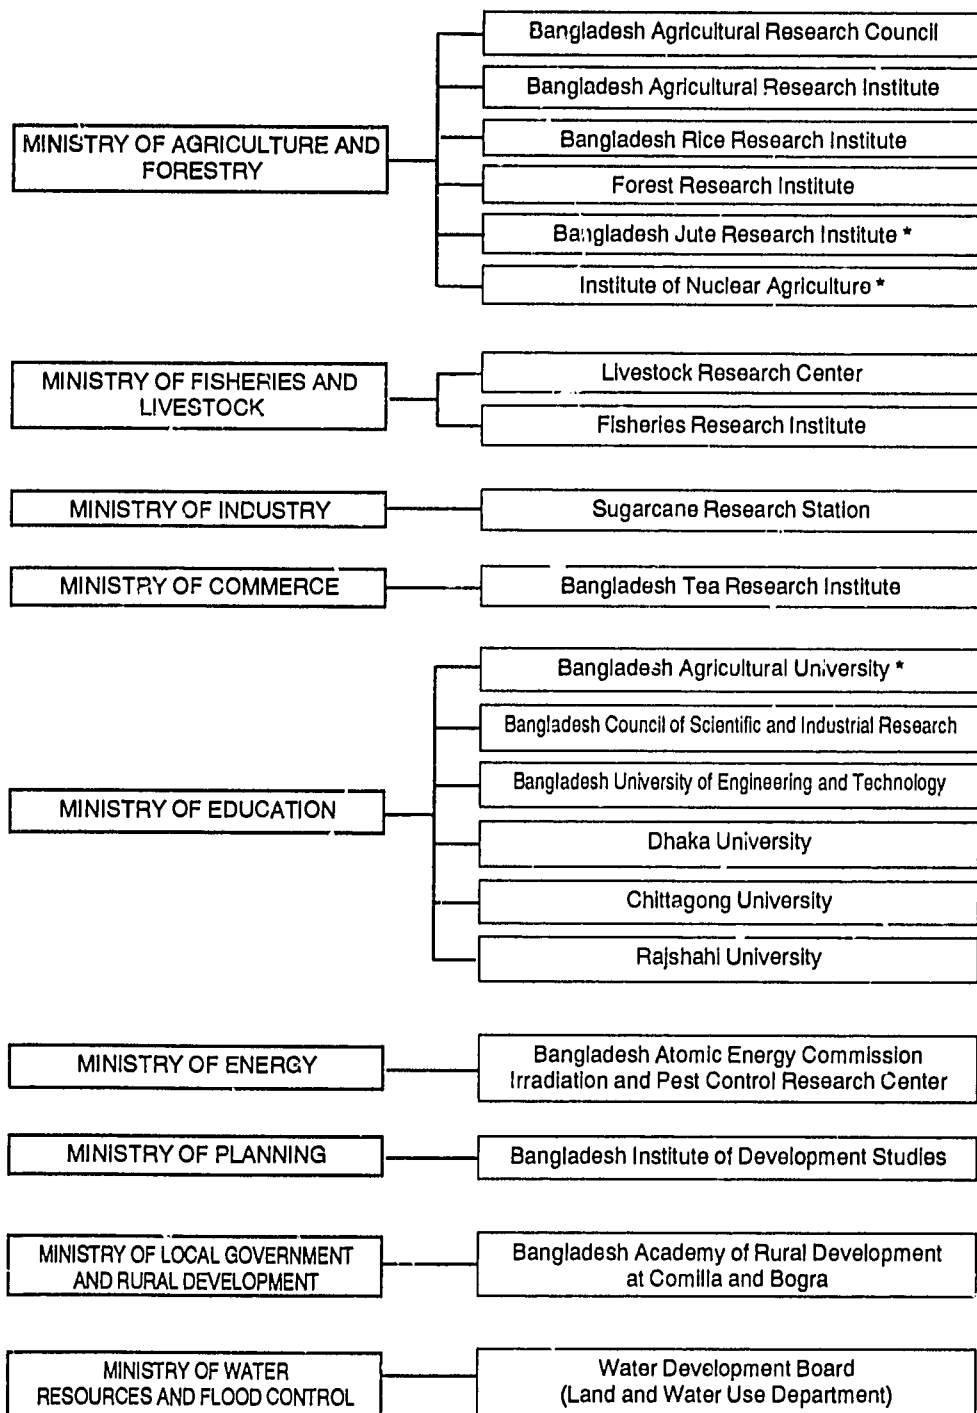 Bangladesh Agricultural Research Council
Bangladesh Agricultural Research Institute
MINISTRY OF AGRICULTURE AND
FORESTRY
Bangladesh Rice Research Institute
Forest Research Institute
Bangladesh Jute Research Institute *
Institute of Nuclear Agriculture *
MINISTRY OF FISHERIES AND
LIVESTOCK
Livestock Research Center
Fisheries Research Institute
MINISTRY OF INDUSTRY
Sugarcane Research Station
MINISTRY OF COMMERCE
Bangladesh Tea Research Institute
Bangladesh Agricultural University *
Bangladesh Council of Scientific and Industrial Research
Bangladesh University of Engineering and Technology
MINISTRY OF EDUCATION
Dhaka University
Chittagong University
Rajshahi University
MINISTRY OF ENERGY
Bangladesh Atomic Energy Commission
Irradiation and Pest Control Research Center
MINISTRY OF PLANNING
Bangladesh Institute of Development Studies
MINISTRY OF LOCAL GOVERNMENT
AND RURAL DEVELOPMENT
Bangladesh Academy of Rural Development
at Comilla and Bogra
MINISTRY OF WATER
RESOURCES AND FLOOD CONTROL
Water Development Board
(Land and Water Use Department)